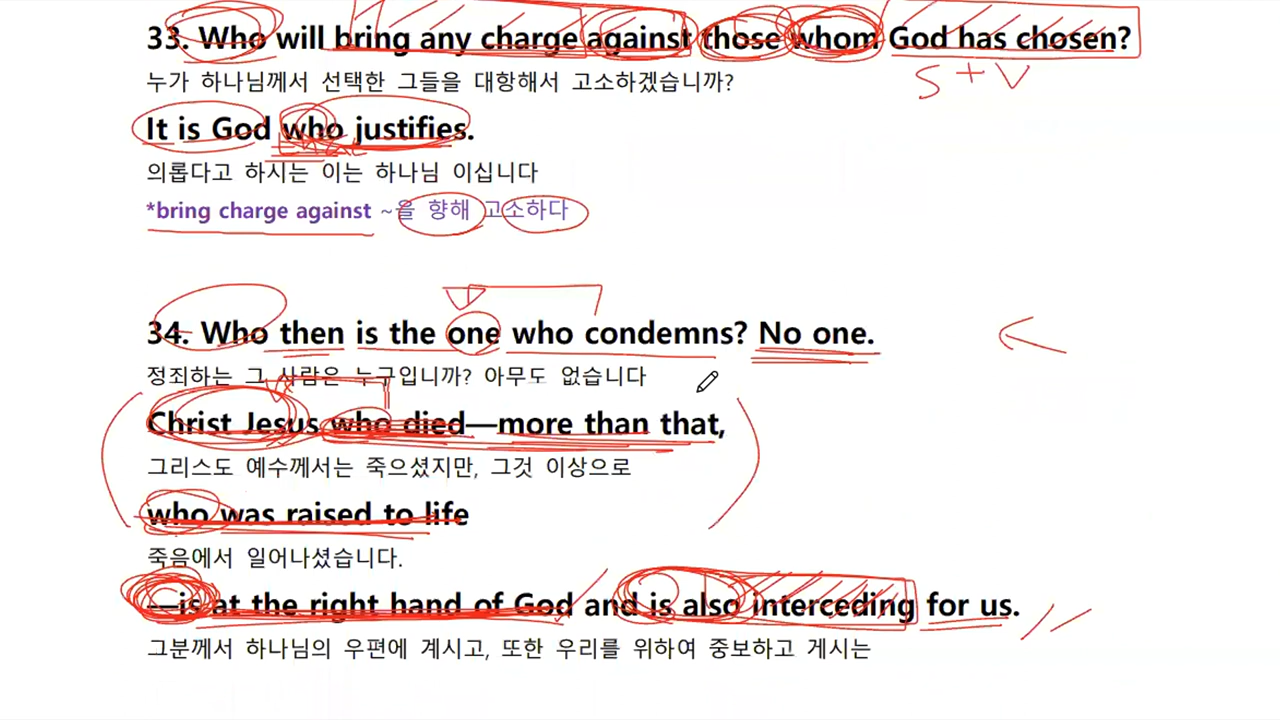 33. Who will bring any charge against those whom God has chosen?
S + V
누가 하나님께서 선택한 그들을 대항해서 고소하겠습니까?
It is God who justifies.
that
의롭다고 하시는 이는 하나님 이십니다
*bring charge against ~을 향해 고소하다
34. Who then is the one who condemns? No one.
정죄하는 그 사람은 누구입니까? 아무도 없습니다
Christ Jesus who died—more than that,
그리스도 예수께서는 죽으셨지만, 그것 이상으로
who was raised to life
죽음에서 일어나셨습니다.
—is at the right hand of God and is also interceding for us.
그분께서 하나님의 우편에 계시고, 또한 우리를 위하여 중보하고 게시는